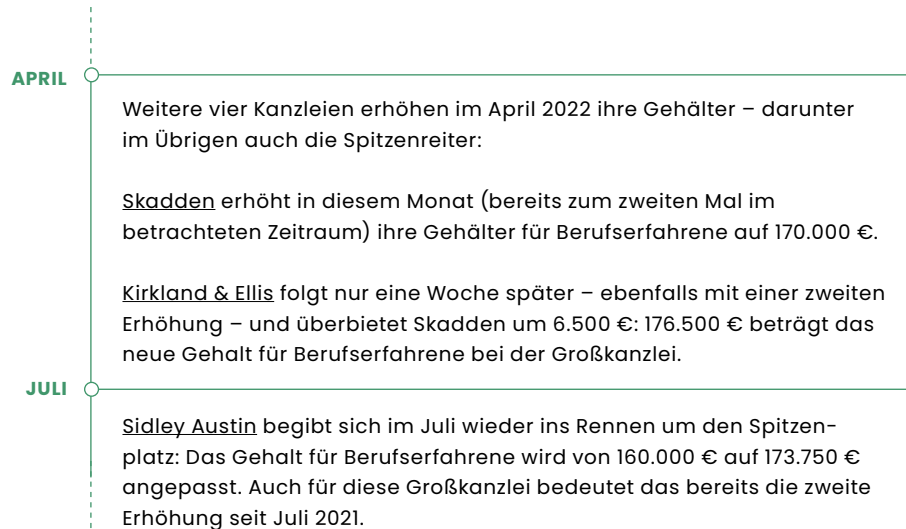 APRIL
Weitere vier Kanzleien erhöhen im April 2022 ihre Gehälter – darunter
im Übrigen auch die Spitzenreiter:
Skadden erhöht in diesem Monat (bereits zum zweiten Mal im
betrachteten Zeitraum) ihre Gehälter für Berufserfahrene auf 170.000 €.
Kirkland & Ellis folgt nur eine Woche später – ebenfalls mit einer zweiten
Erhöhung – und überbietet Skadden um 6.500 €: 176.500 € beträgt das
neue Gehalt für Berufserfahrene bei der Großkanzlei.
JULI
Sidley Austin begibt sich im Juli wieder ins Rennen um den Spitzen-
platz: Das Gehalt für Berufserfahrene wird von 160.000 € auf 173.750 €
angepasst. Auch für diese Großkanzlei bedeutet das bereits die zweite
Erhöhung seit Juli 2021.